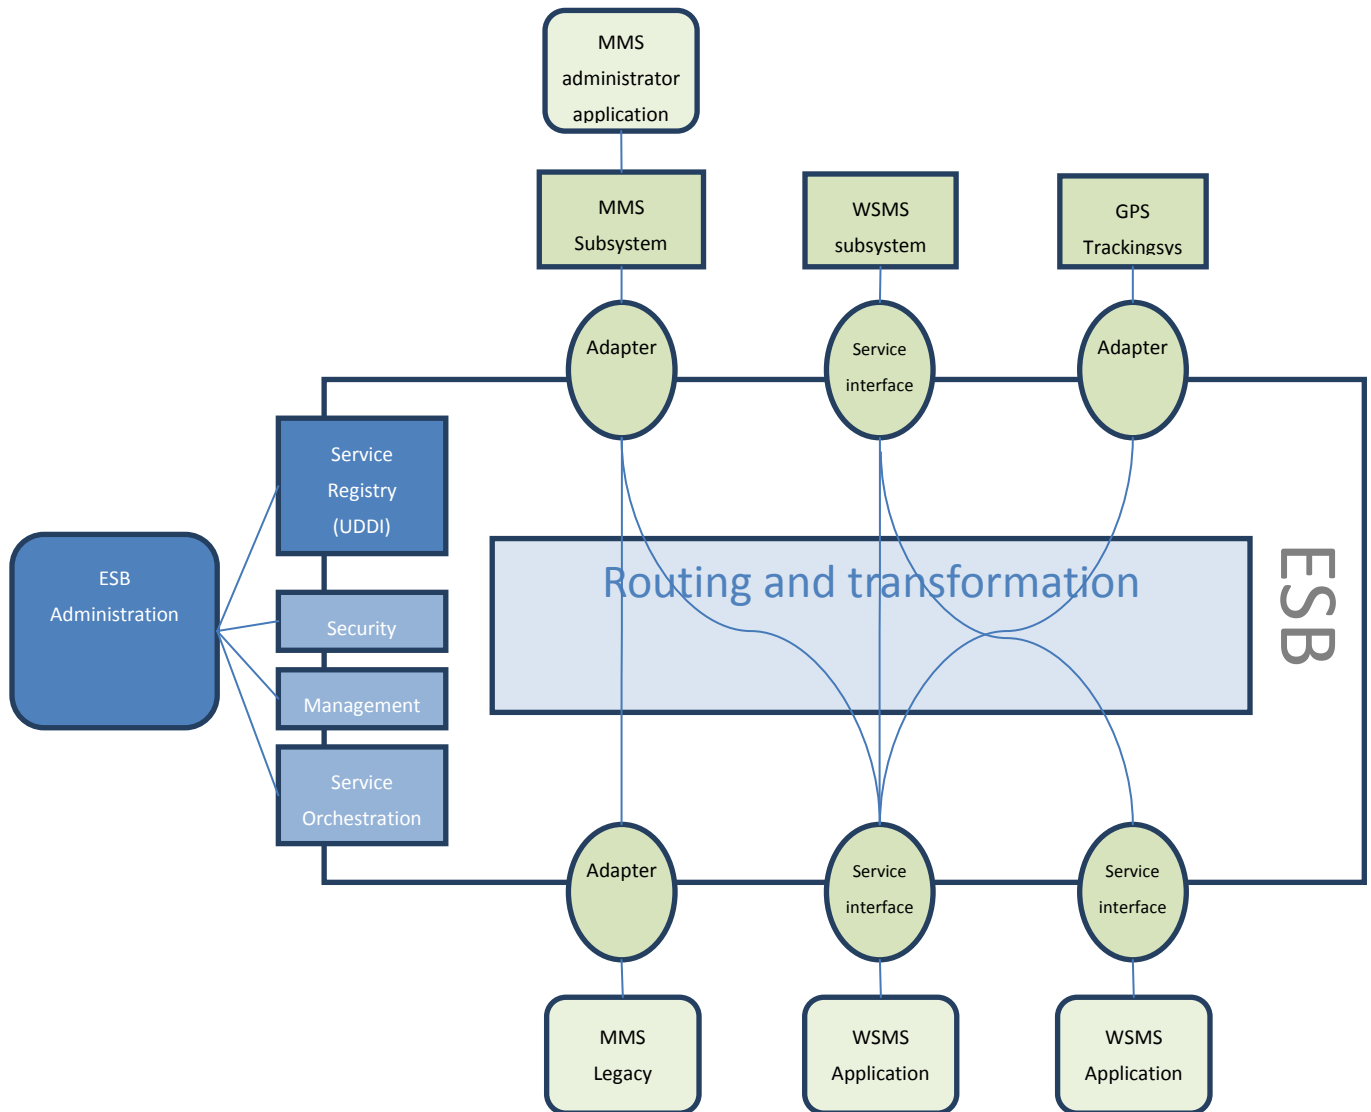 MMS
administrator
application
MMS
Subsystem
WSMS
subsystem
GPS
Trackingsys
Adapter
Service
interface
Adapter
Service
Registry
(UDDI)
ESB
Administration
Security
Management
Service
Orchestration
Routing and transformation
ESB
Adapter
Service
interface
Service
interface
MMS
Legacy
WSMS
Application
WSMS
Application